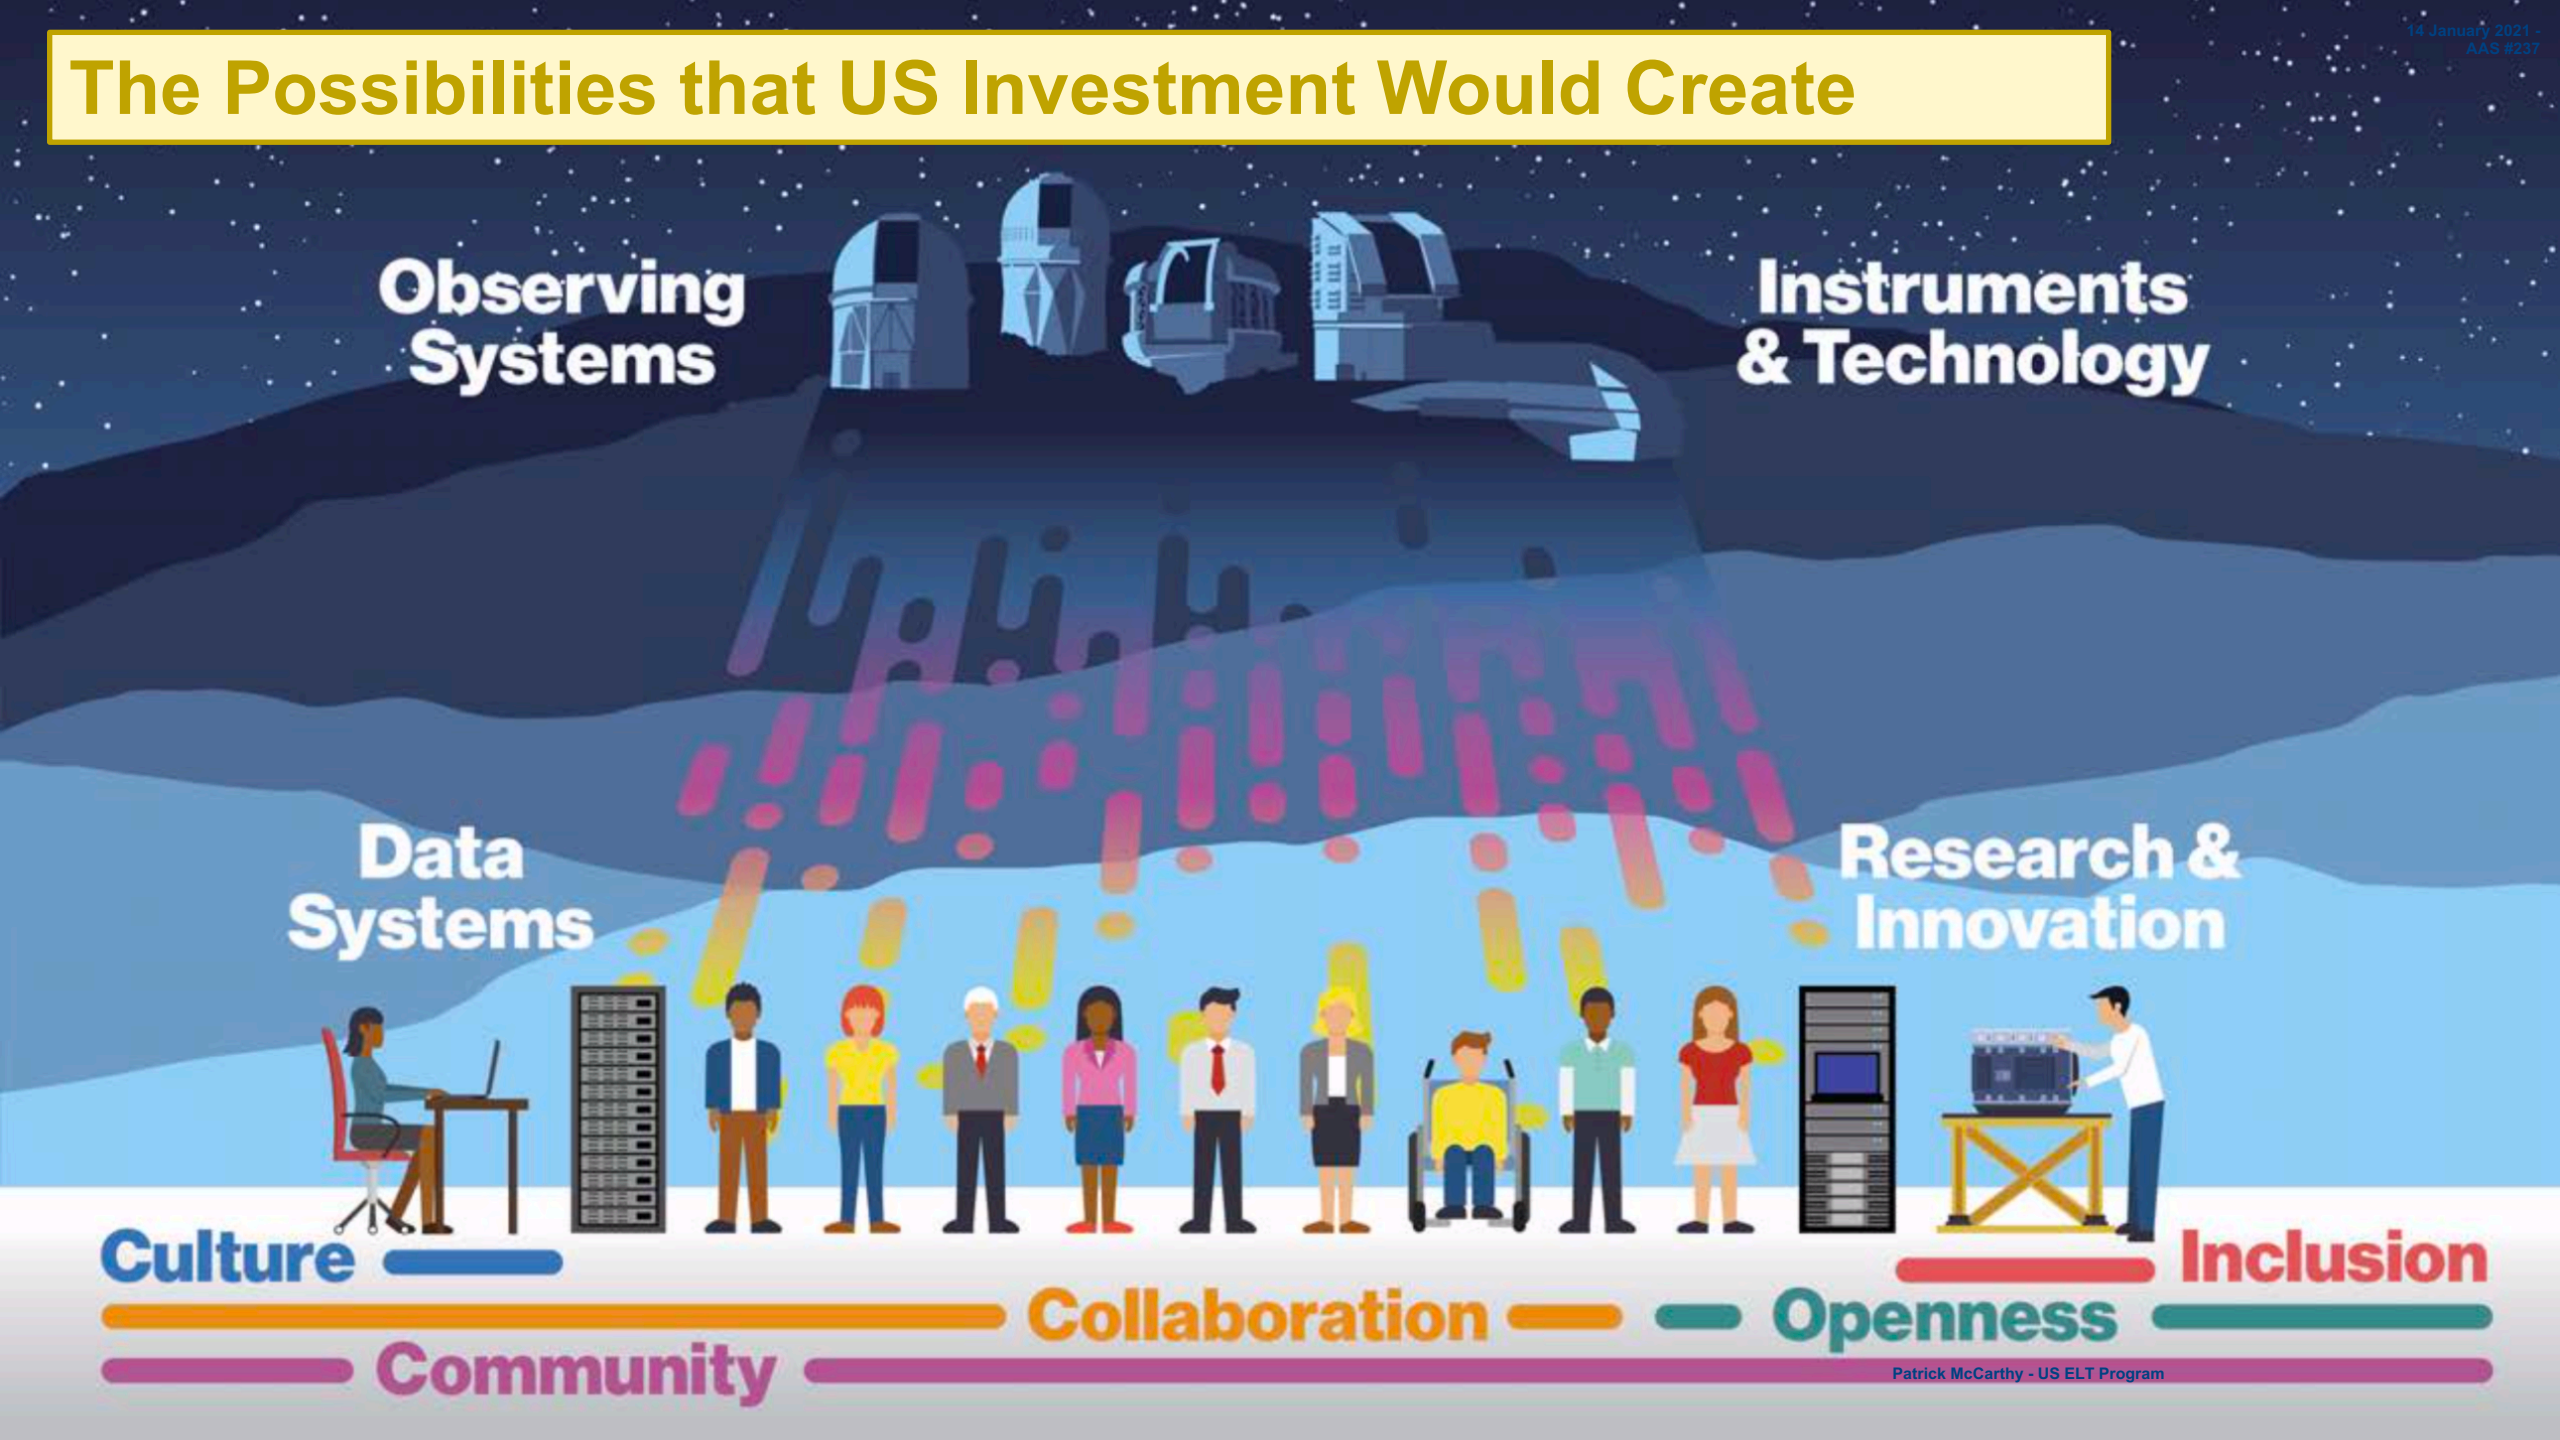 14 January 2021 -
AAS #237
The Possibilities that US Investment Would Create
Observing
Systems
Instruments
& Technology
Data
Systems
Research &
Innovation
Culture
Inclusion
Collaboration
Openness
Community
Patrick McCarthy - US ELT Program